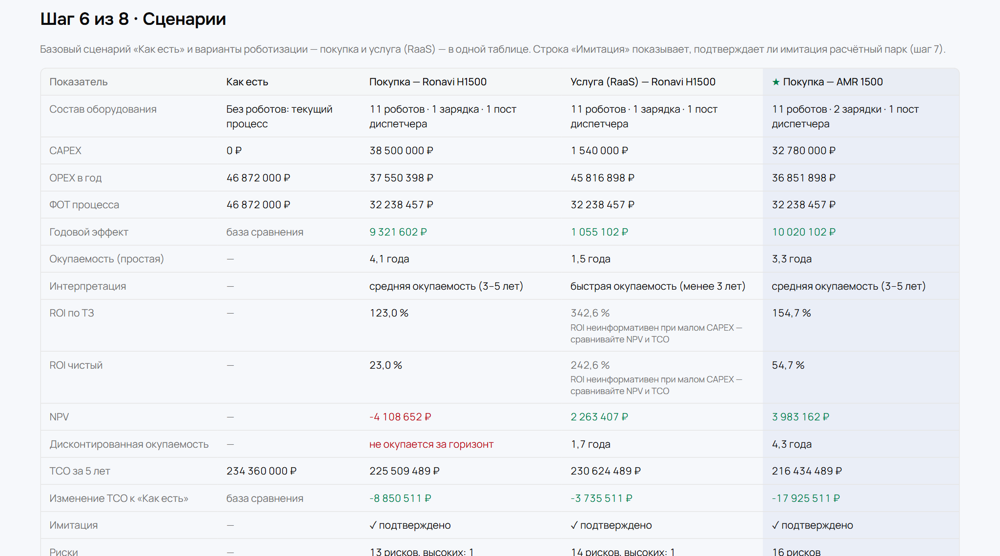 Шаг 6 из 8 · Сценарии
Базовый сценарий «Как есть» и варианты роботизации — покупка и услуга (RaaS) — в одной таблице. Строка «Имитация» показывает, подтверждает ли имитация расчётный парк (шаг 7).
Показатель Как есть Покупка — Ronavi H1500 Услуга (RaaS) — Ronavi H1500 ★ Покупка — AMR 1500
Состав оборудования Без роботов: текущий 11 роботов · 1 зарядка · 1 пост 11 роботов · 1 зарядка · 1 пост 11 роботов · 2 зарядки · 1 пост
процесс диспетчера диспетчера диспетчера
CAPEX 0 ₽ 38 500 000 ₽ 1 540 000 ₽ 32 780 000 ₽
OPEX в год 46 872 000 ₽ 37 550 398 ₽ 45 816 898 ₽ 36 851 898 ₽
ФОТ процесса 46 872 000 ₽ 32 238 457 ₽ 32 238 457 ₽ 32 238 457 ₽
Годовой эффект база сравнения 9 321 602 ₽ 1 055 102 ₽ 10 020 102 ₽
Окупаемость (простая) — 4,1 года 1,5 года 3,3 года
Интерпретация — средняя окупаемость (3–5 лет) быстрая окупаемость (менее 3 лет) средняя окупаемость (3–5 лет)
ROI по ТЗ — 123,0 % 342,6 % 154,7 %
ROI неинформативен при малом CAPEX —
сравнивайте NPV и TCO
ROI чистый — 23,0 % 242,6 % 54,7 %
ROI неинформативен при малом CAPEX —
сравнивайте NPV и TCO
NPV — -4 108 652 ₽ 2 263 407 ₽ 3 983 162 ₽
Дисконтированная окупаемость — не окупается за горизонт 1,7 года 4,3 года
TCO за 5 лет 234 360 000 ₽ 225 509 489 ₽ 230 624 489 ₽ 216 434 489 ₽
Изменение TCO к «Как есть» база сравнения -8 850 511 ₽ -3 735 511 ₽ -17 925 511 ₽
Имитация — ✓ подтверждено ✓ подтверждено ✓ подтверждено
Риски — 13 рисков, высоких: 1 14 рисков, высоких: 1 16 рисков